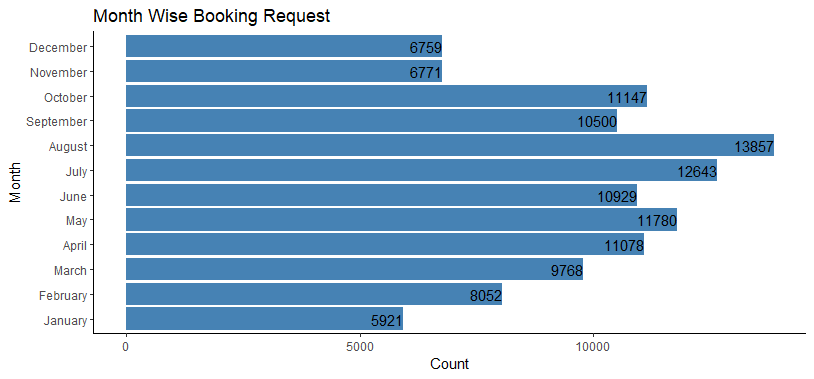 Month Wise Booking Request
December 6759
November 6771
October 11147
September 10500
August 13857
July 12643
June 10929
May 11780
April 11078
March 9768
February 8052
January 5921
0 5000 10000
Count
Month